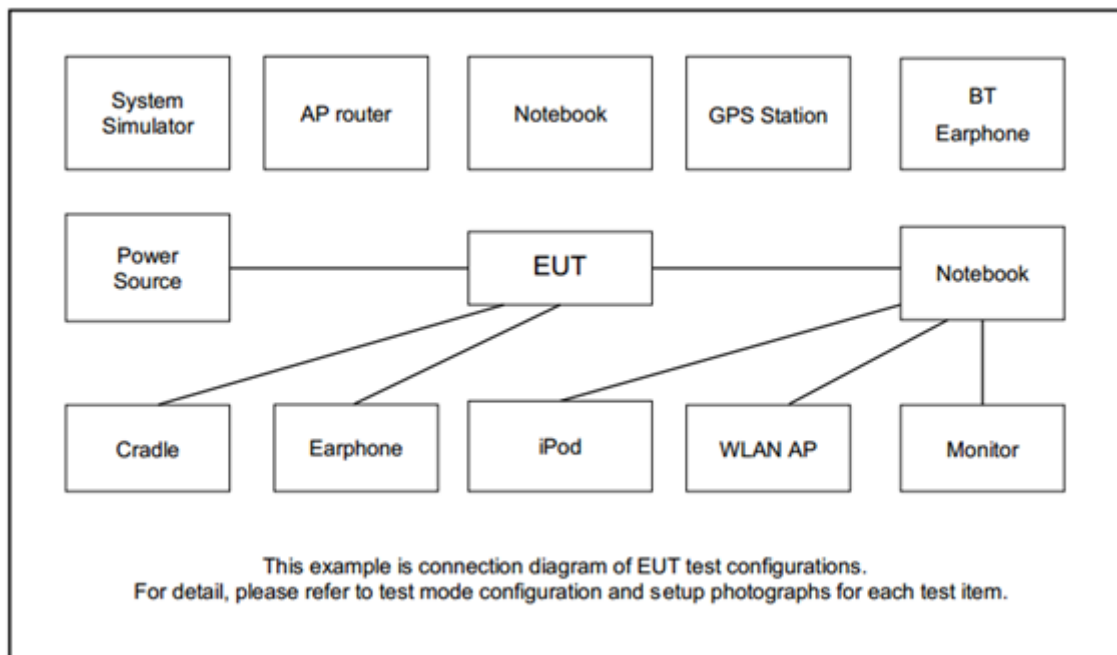 System
Simulator
AP router
Notebook
GPS Station
BT
Earphone
Power
Source
EUT
Notebook
Cradle
Earphone
iPod
WLAN AP
Monitor
This example is connection diagram of EUT test configurations.
For detail, please refer to test mode configuration and setup photographs for each test item.